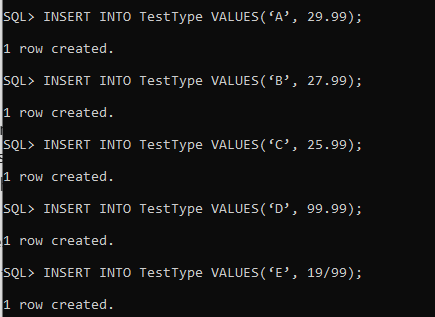 SQL> INSERT INTO TestType VALUES(‘A’, 29.99);
1 row created.
SQL> INSERT INTO TestType VALUES(‘B’, 27.99);
1 row created.
SQL> INSERT INTO TestType VALUES(‘C’, 25.99);
1 row created.
SQL> INSERT INTO TestType VALUES(‘D’, 99.99);
1 row created.
SQL> INSERT INTO TestType VALUES(‘E’, 19/99);
1 row created.